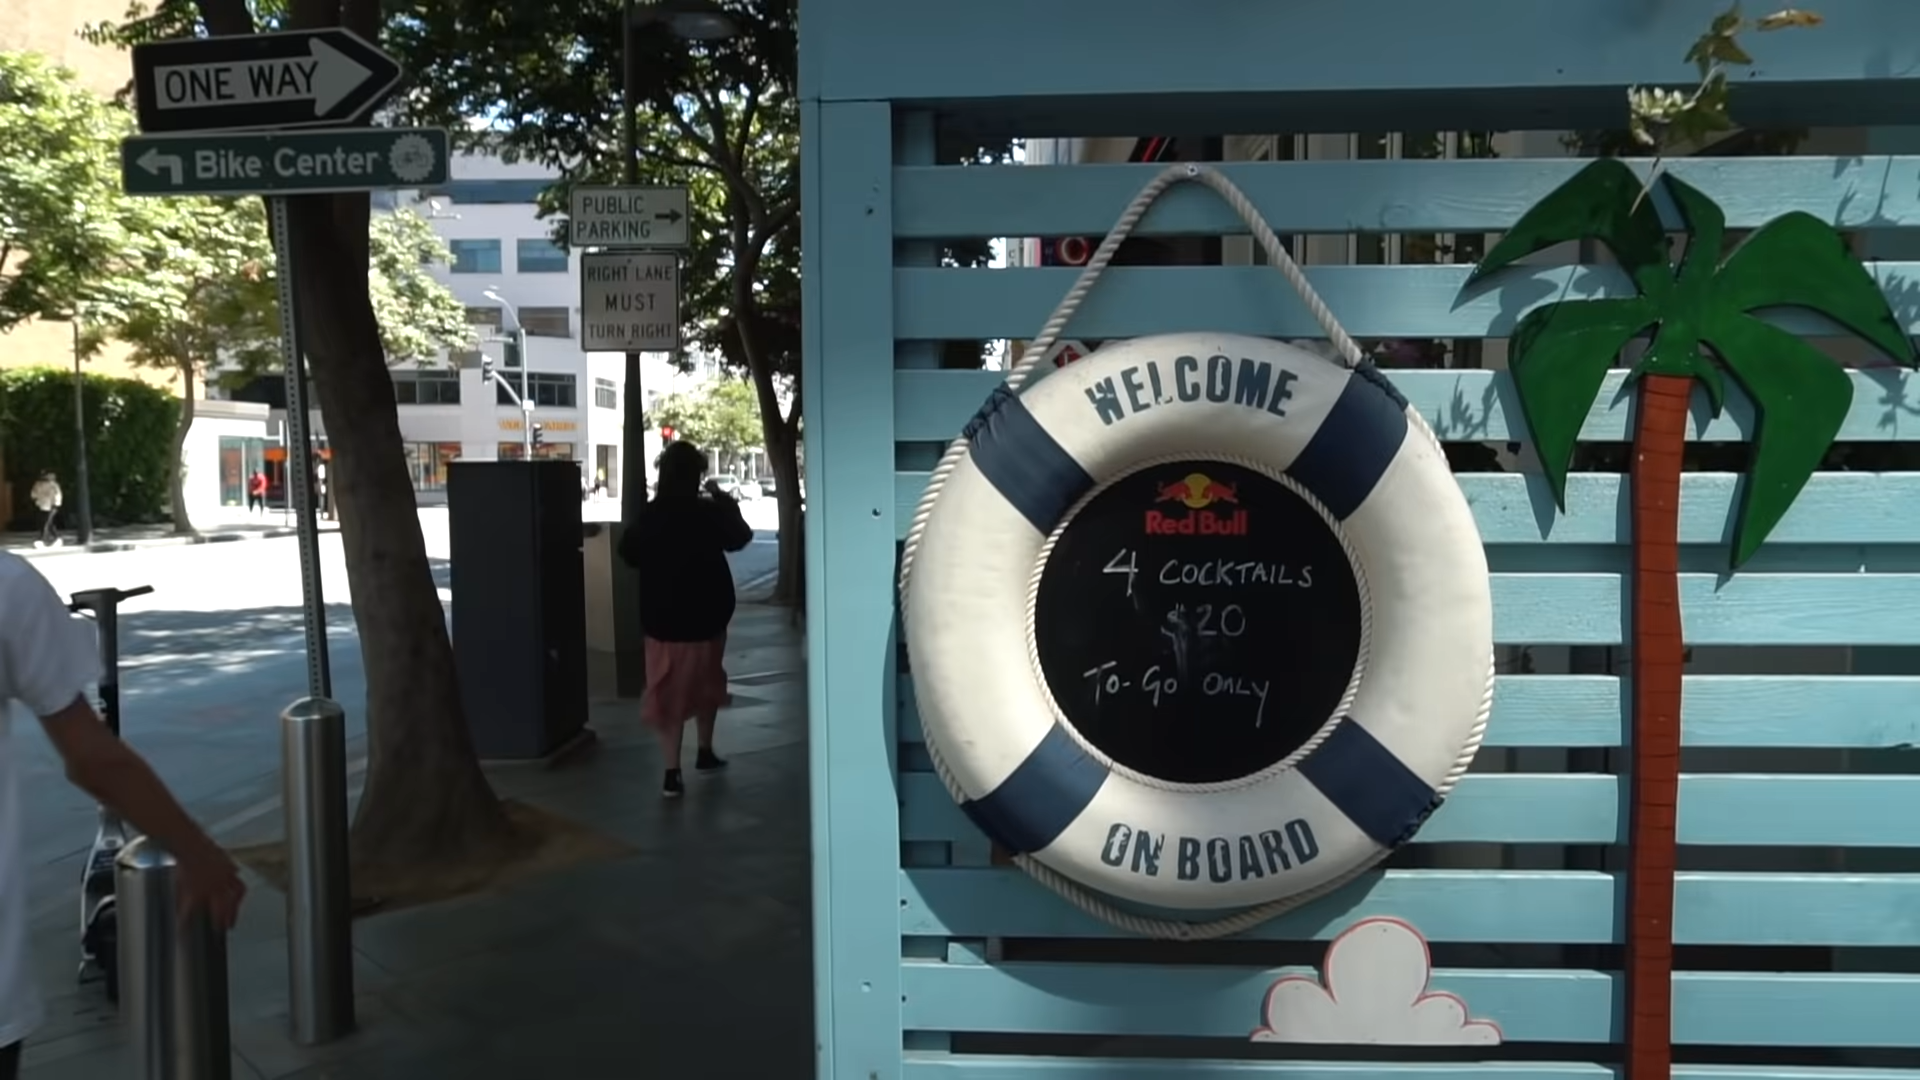 ONE WAY
Bike Center
PUBLIC
PARKING
RIGHT LANE
MUST
TURN RIGHT
WELCOME
Red Bull
4 COCKTAILS
$20
To-Go ONLY
ON BOARD